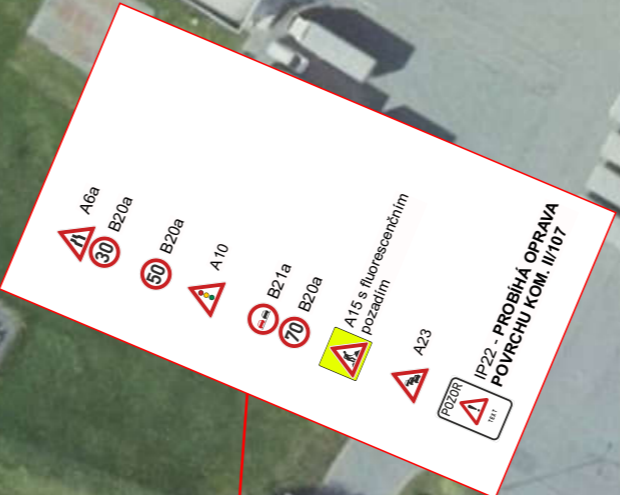 A6a
30
B20a
50
B20a
A10
B21a
70
B20a
A15 s fluorescenčním
pozadím
A23
POZOR
TEXT
IP22 - PROBÍHÁ OPRAVA
POVRCHU KOM. II/107